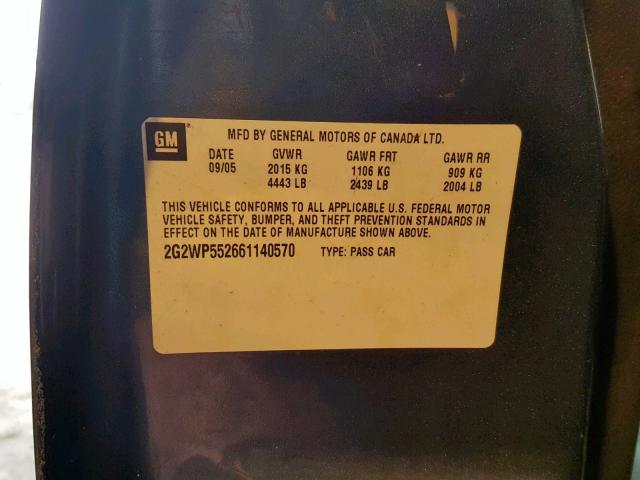 GM
MFD BY GENERAL MOTORS OF CANADA LTD.
DATE GVWR GAWR FRT GAWR RR
09/05 2015 KG 1106 KG 909 KG
4443 LB 2439 LB 2004 LB
THIS VEHICLE CONFORMS TO ALL APPLICABLE U.S. FEDERAL MOTOR
VEHICLE SAFETY, BUMPER, AND THEFT PREVENTION STANDARDS IN
EFFECT ON THE DATE OF MANUFACTURE SHOWN ABOVE.
2G2WP552661140570 TYPE: PASS CAR